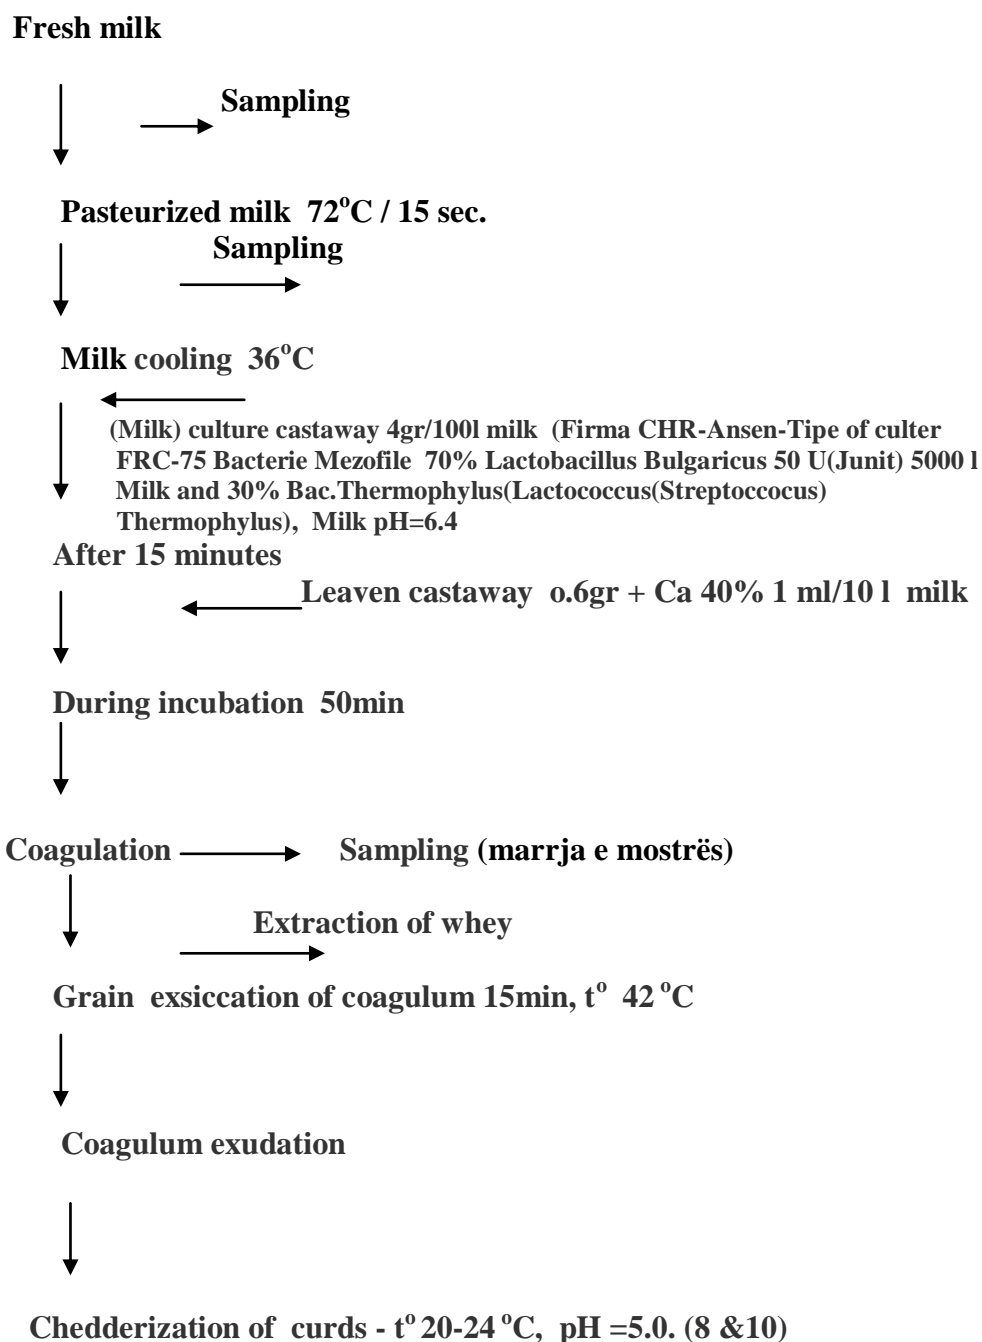 Fresh milk
Sampling
Pasteurized milk 72°C / 15 sec.
Sampling
Milk cooling 36°C
(Milk) culture castaway 4gr/100l milk (Firma CHR-Ansen-Tipe of culter
FRC-75 Bacterie Mezofile 70% Lactobacillus Bulgaricus 50 U(Junit) 5000 l
Milk and 30% Bac.Thermophylus(Lactococcus(Streptoccocus)
Thermophylus), Milk pH=6.4
After 15 minutes
Leaven castaway o.6gr + Ca 40% 1 ml/10 l milk
During incubation 50min
Coagulation Sampling (marrja e mostrës)
Extraction of whey
Grain exsiccation of coagulum 15min, t° 42 °C
Coagulum exudation
Chedderization of curds - t° 20-24 °C, pH =5.0. (8 &10)